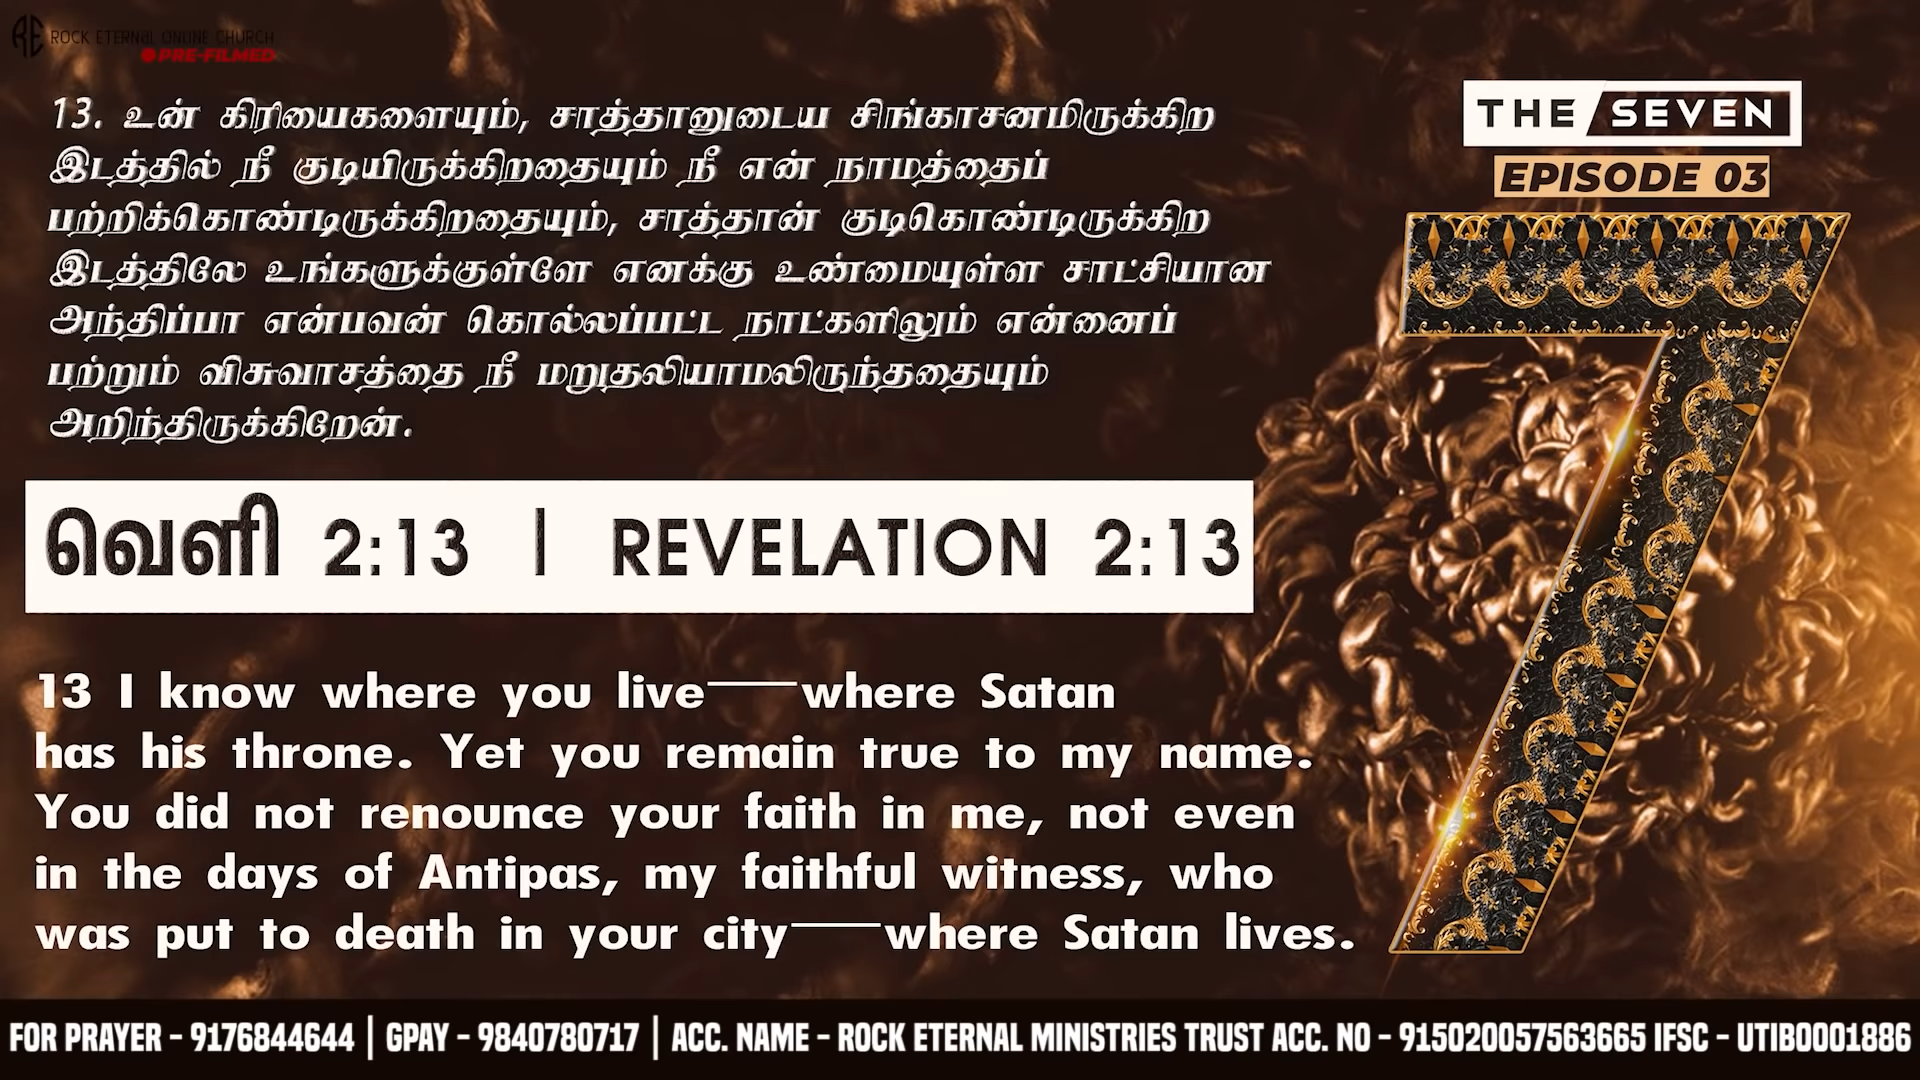 ROCK ETERNAL ONLINE CHURCH
PRE-FILMED
13. உன் கிரியைகளையும், சாத்தானுடைய சிங்காசனமிருக்கிற
இடத்தில் நீ குடியிருக்கிறதையும் நீ என் நாமத்தைப்
பற்றிக்கொண்டிருக்கிறதையும், சாத்தான் குடிகொண்டிருக்கிற
இடத்திலே உங்களுக்குள்ளே எனக்கு உண்மையுள்ள சாட்சியான
அந்திப்பா என்பவன் கொல்லப்பட்ட நாட்களிலும் என்னைப்
பற்றும் விசுவாசத்தை நீ மறுதலியாமலிருந்ததையும்
அறிந்திருக்கிறேன்.
THE SEVEN
EPISODE 03
7
வெளி 2:13 | REVELATION 2:13
13 I know where you live—where Satan
has his throne. Yet you remain true to my name.
You did not renounce your faith in me, not even
in the days of Antipas, my faithful witness, who
was put to death in your city—where Satan lives.
FOR PRAYER - 9176844644 | GPAY - 9840780717 | ACC. NAME - ROCK ETERNAL MINISTRIES TRUST ACC. NO - 915020057563665 IFSC - UTIB0001886